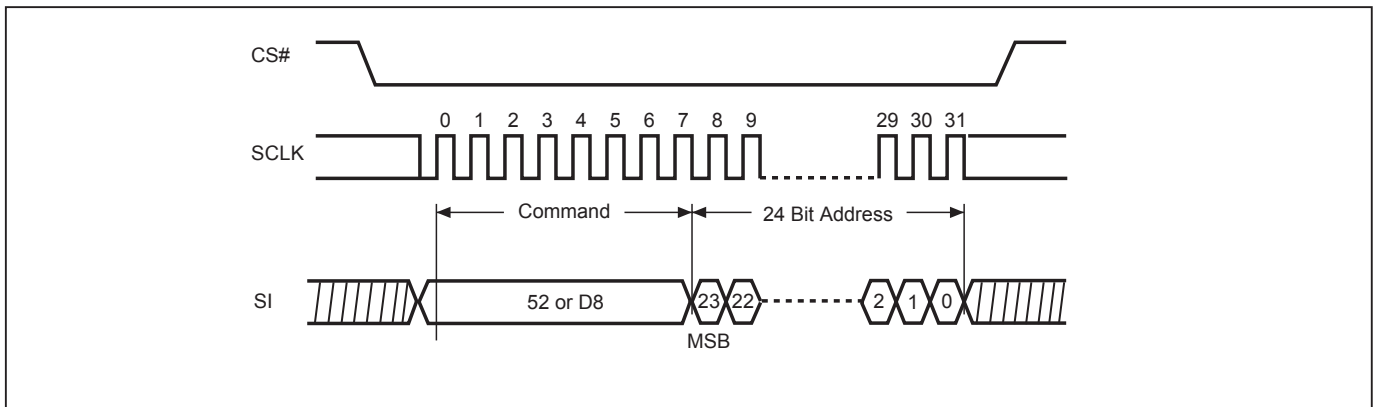 CS#
0 1 2 3 4 5 6 7 8 9 29 30 31
SCLK
Command 24 Bit Address
SI 52 or D8 23 22 2 1 0
MSB